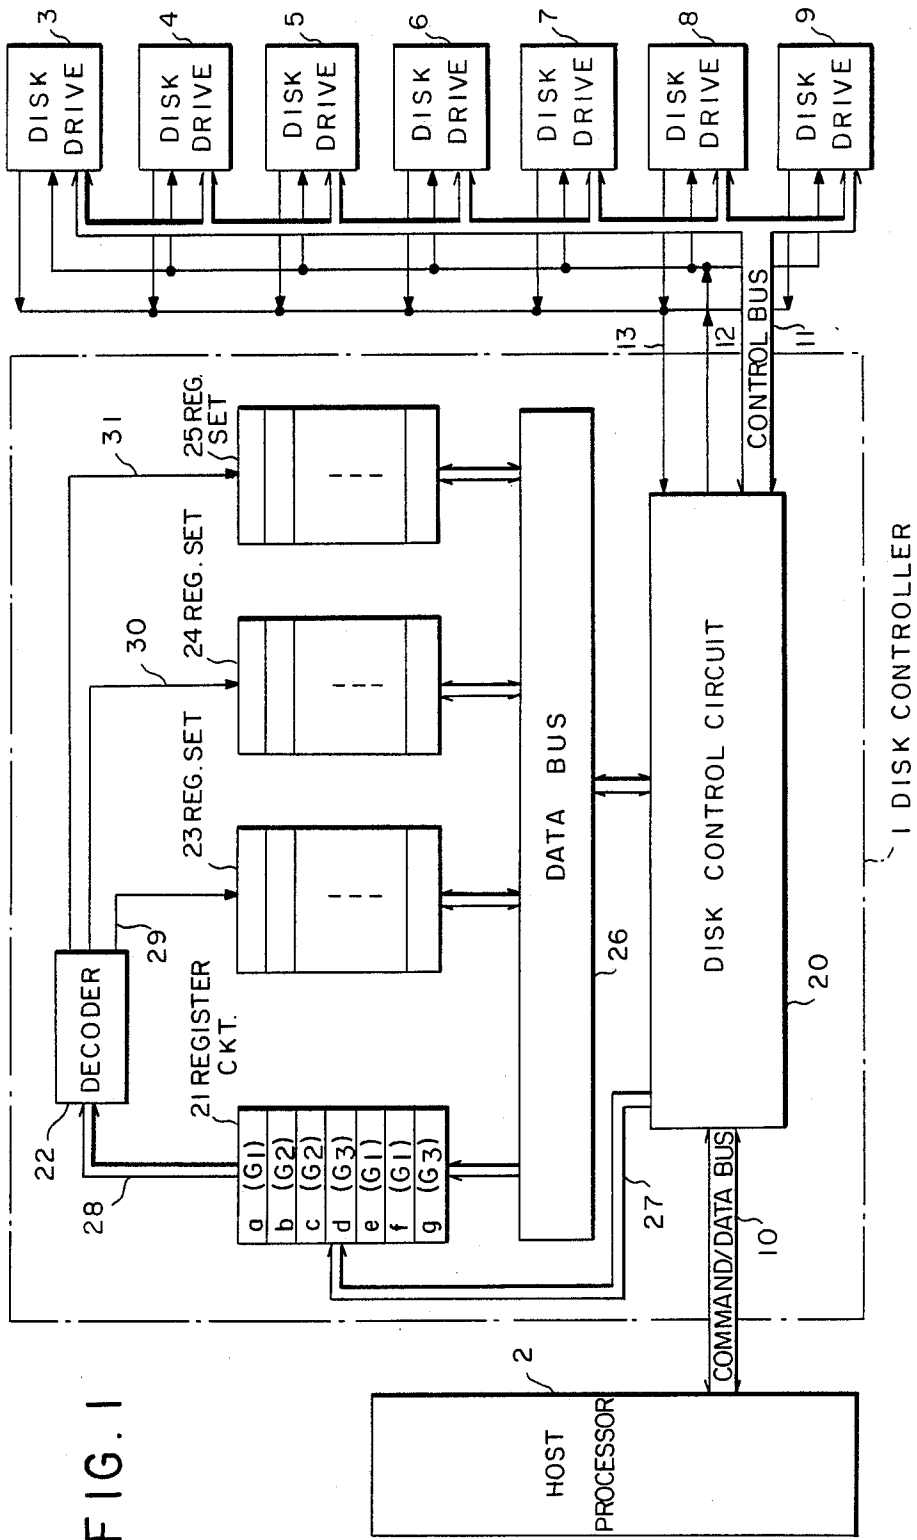 FIG. 1
HOST
PROCESSOR
2
COMMAND/DATA BUS
10
1 DISK CONTROLLER
22
DECODER
28
29
30
31
21 REGISTER
CKT.
a (G1)
b (G2)
c (G2)
d (G3)
e (G1)
f (G1)
g (G3)
23 REG. SET
24 REG. SET
25 REG.
SET
DATA BUS
26
27
DISK CONTROL CIRCUIT
20
13
12
CONTROL BUS
11
DISK
DRIVE
3
DISK
DRIVE
4
DISK
DRIVE
5
DISK
DRIVE
6
DISK
DRIVE
7
DISK
DRIVE
8
DISK
DRIVE
9